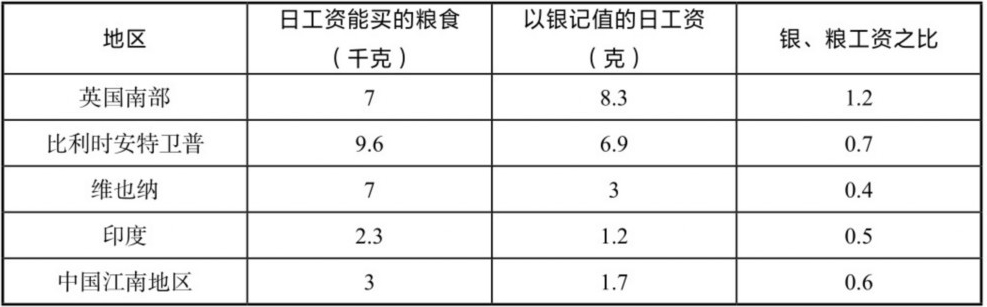 地区 日工资能买的粮食（千克） 以银记值的日工资（克） 银、粮工资之比
英国南部 7 8.3 1.2
比利时安特卫普 9.6 6.9 0.7
维也纳 7 3 0.4
印度 2.3 1.2 0.5
中国江南地区 3 1.7 0.6